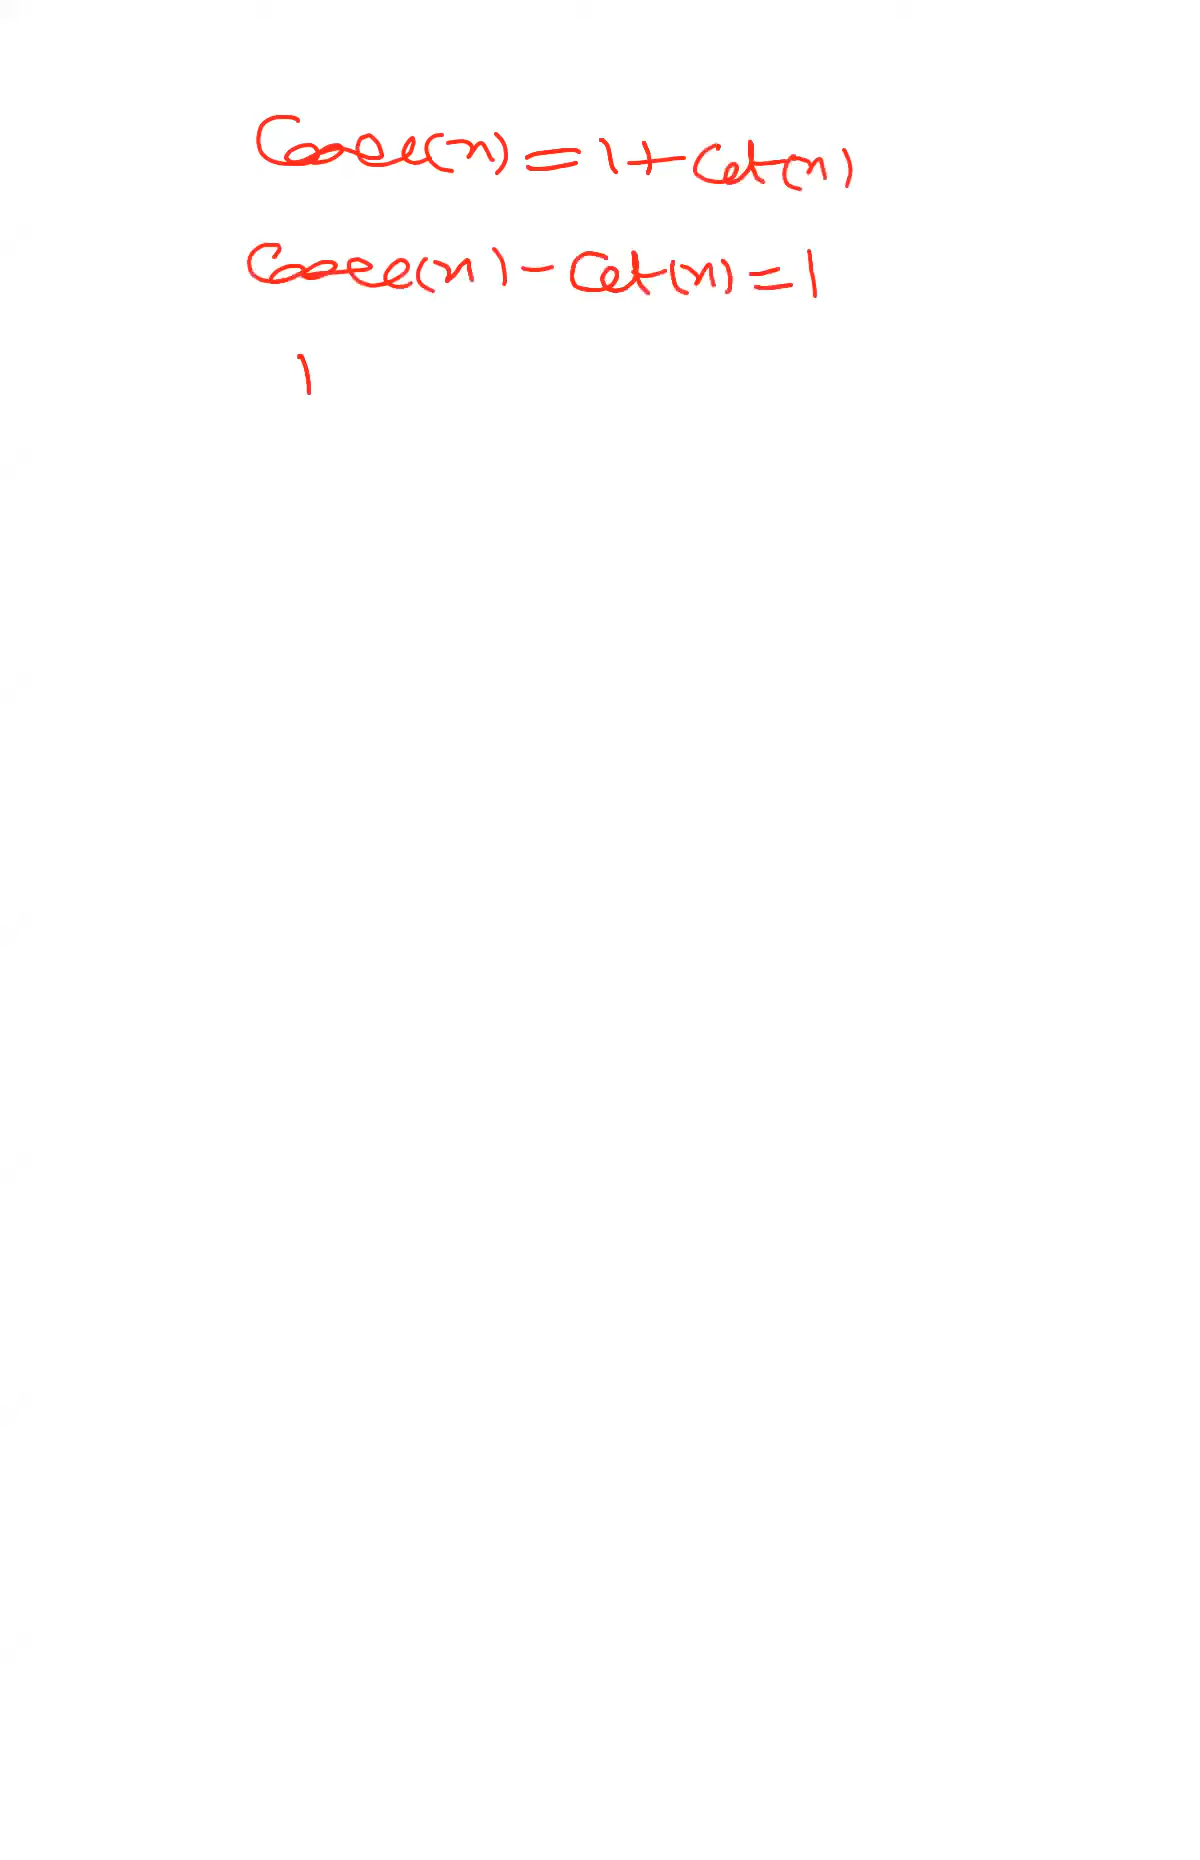 Cosec(x) = 1 + Cot(x)
Cosec(x) - Cot(x) = 1
1